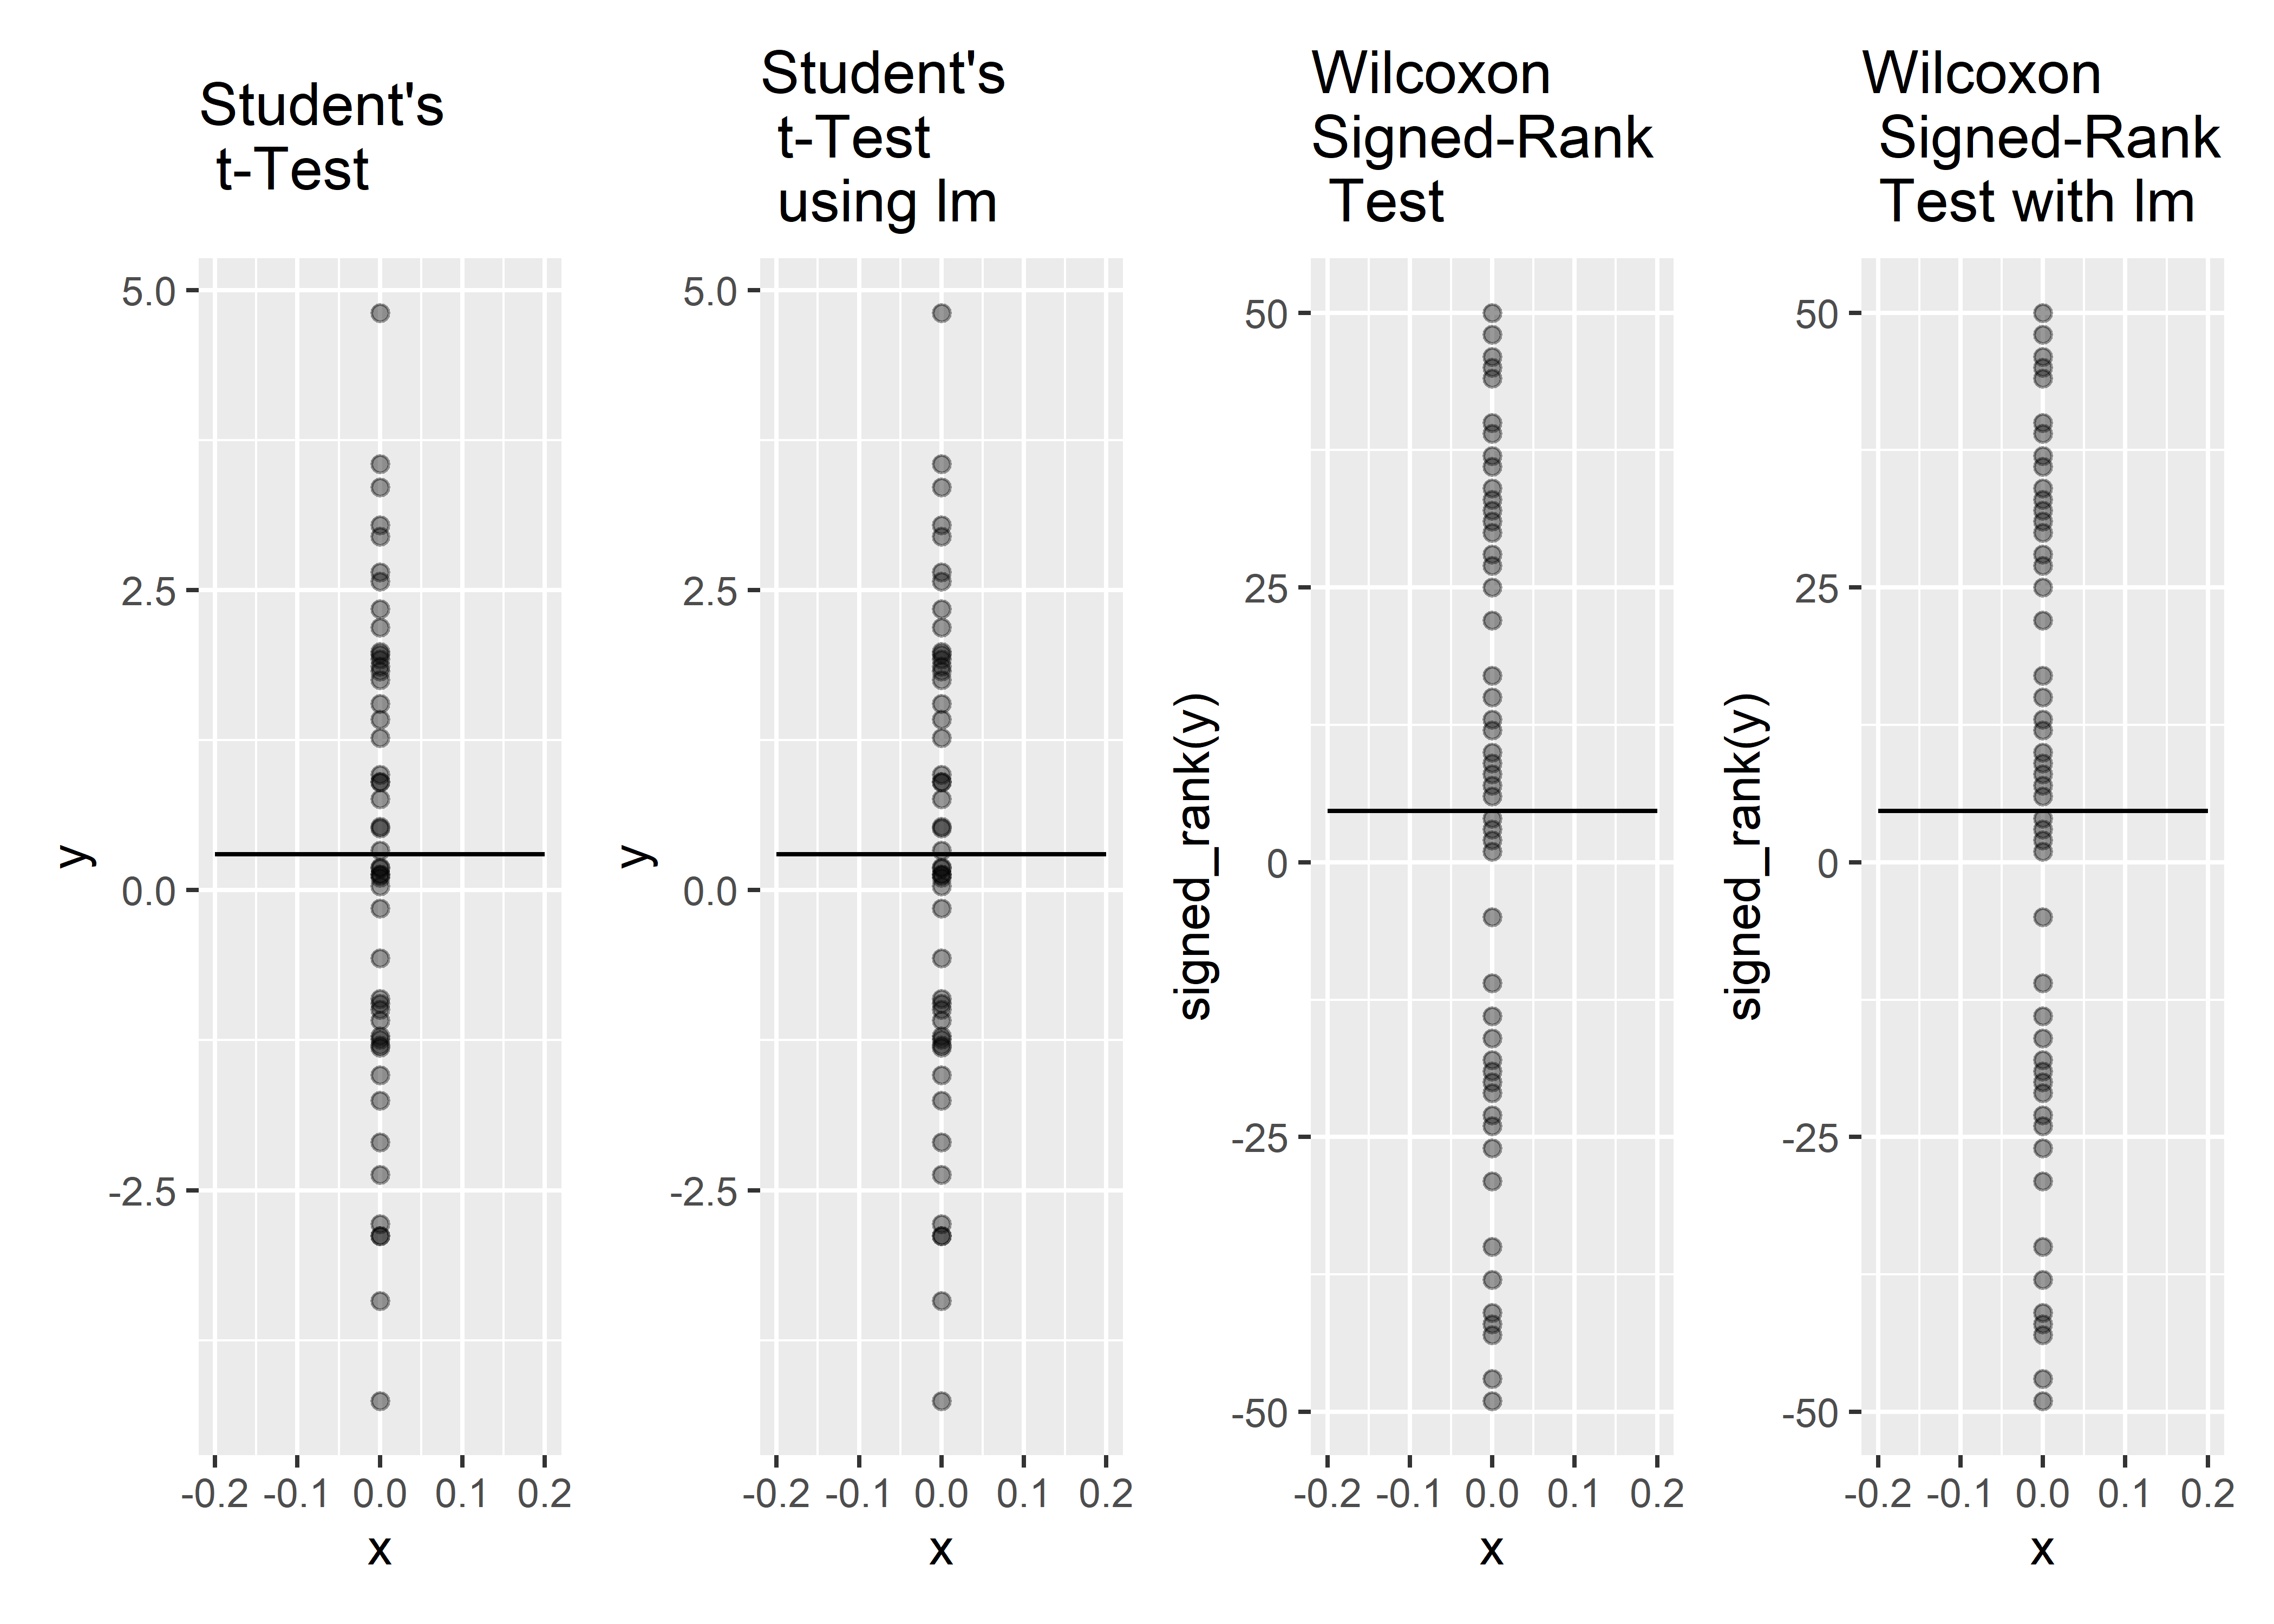 Student's
t-Test
5.0
2.5
0.0
-2.5
y
-0.2 -0.1 0.0 0.1 0.2
x
Student's
t-Test
using lm
5.0
2.5
0.0
-2.5
y
-0.2 -0.1 0.0 0.1 0.2
x
Wilcoxon
Signed-Rank
Test
50
25
0
-25
-50
signed_rank(y)
-0.2 -0.1 0.0 0.1 0.2
x
Wilcoxon
Signed-Rank
Test with lm
50
25
0
-25
-50
signed_rank(y)
-0.2 -0.1 0.0 0.1 0.2
x